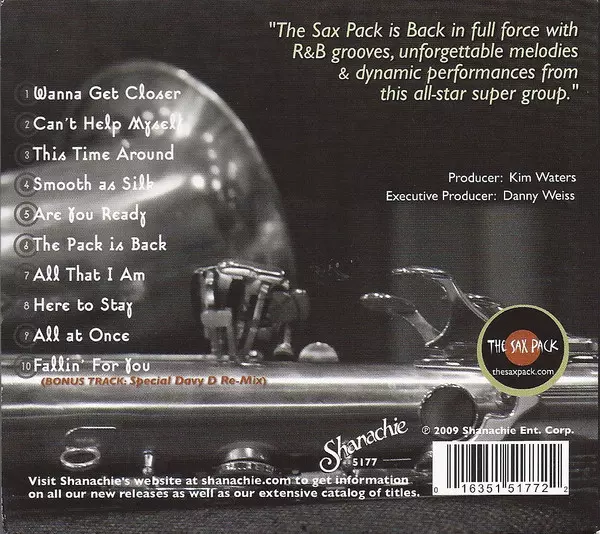 "The Sax Pack is Back in full force with
R&B grooves, unforgettable melodies
& dynamic performances from
this all-star super group."
1 Wanna Get Closer
2 Can't Help Myself
3 This Time Around
4 Smooth as Silk
5 Are You Ready
6 The Pack is Back
7 All That I Am
8 Here to Stay
9 All at Once
10 Fallin' For You
(BONUS TRACK: Special Davy D Re-Mix)
Producer: Kim Waters
Executive Producer: Danny Weiss
THE SAX PACK
thesaxpack.com
Shanachie
5177
℗ 2009 Shanachie Ent. Corp.
Visit Shanachie's website at shanachie.com to get information
on all our new releases as well as our extensive catalog of titles.
0 16351 51772 2